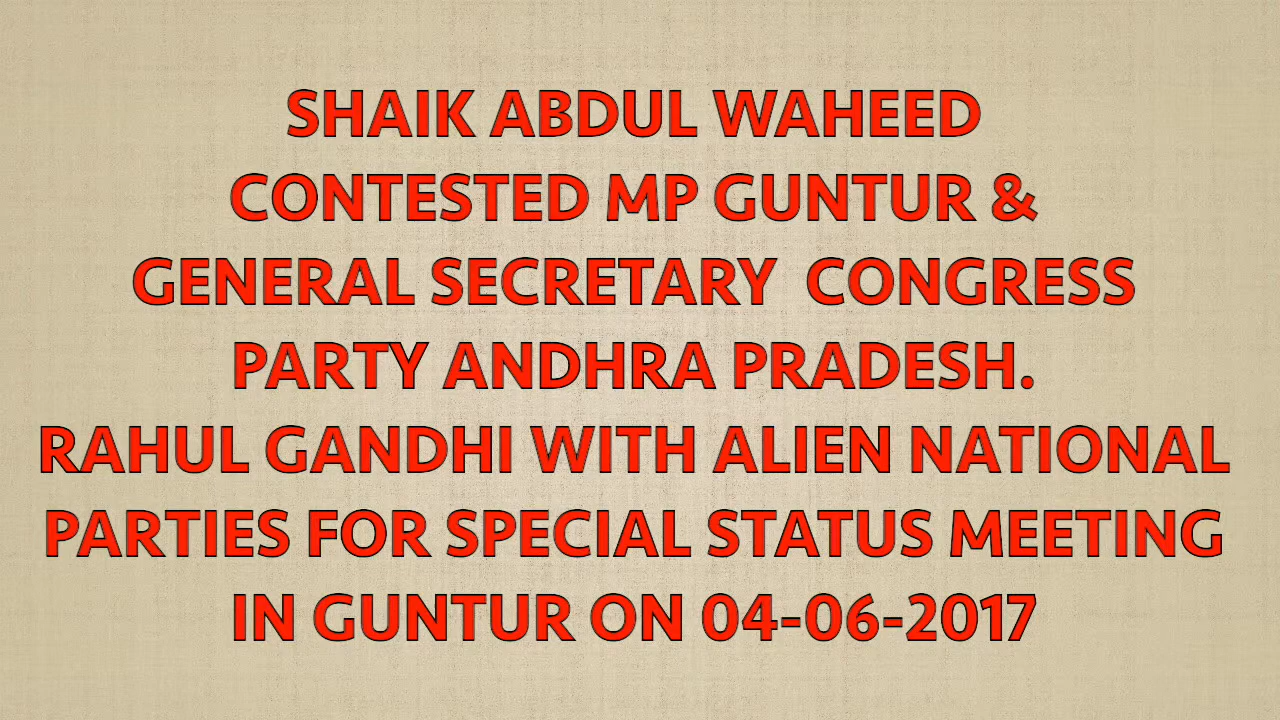 SHAIK ABDUL WAHEED
CONTESTED MP GUNTUR &
GENERAL SECRETARY CONGRESS
PARTY ANDHRA PRADESH.
RAHUL GANDHI WITH ALIEN NATIONAL
PARTIES FOR SPECIAL STATUS MEETING
IN GUNTUR ON 04-06-2017